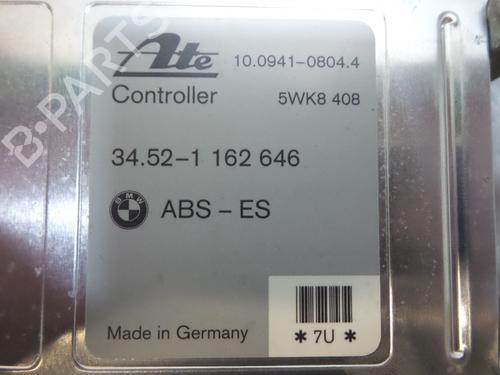 Ate 10.0941-0804.4
Controller 5WK8 408
34.52-1 162 646
BMW ABS - ES
Made in Germany * 7U *